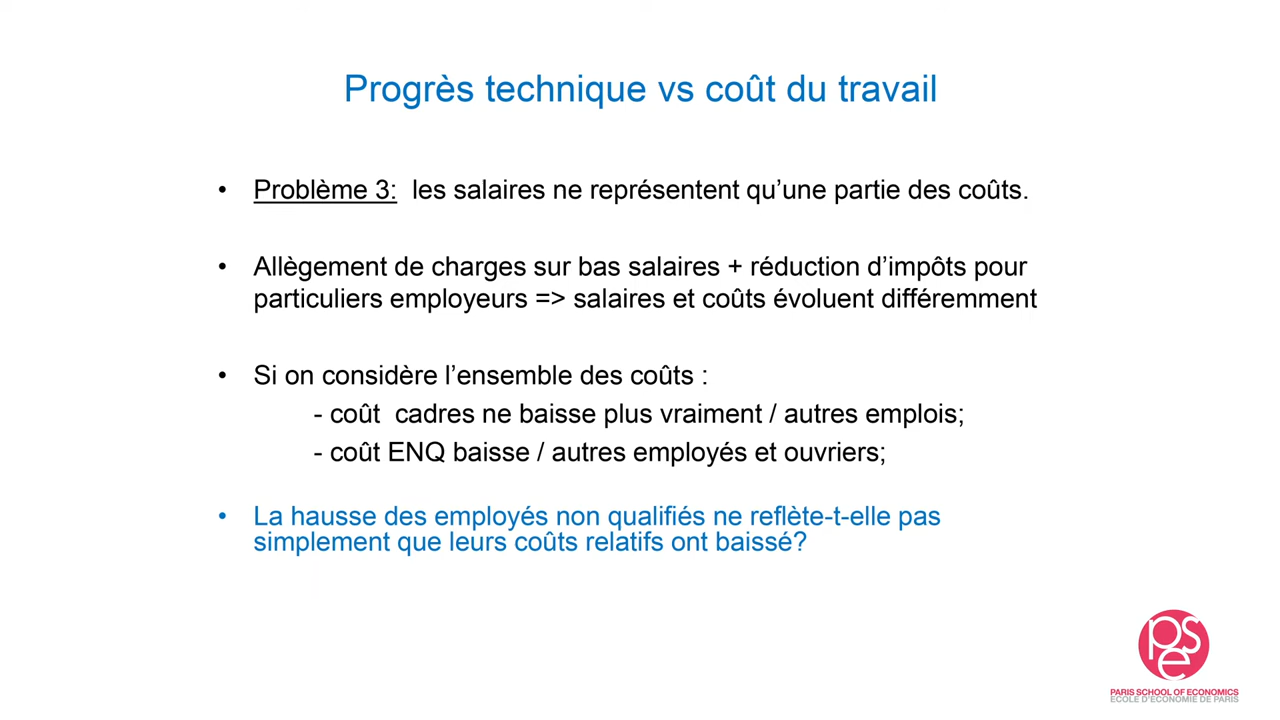 Progrès technique vs coût du travail
• Problème 3: les salaires ne représentent qu’une partie des coûts.
• Allègement de charges sur bas salaires + réduction d’impôts pour
particuliers employeurs => salaires et coûts évoluent différemment
• Si on considère l’ensemble des coûts :
- coût cadres ne baisse plus vraiment / autres emplois;
- coût ENQ baisse / autres employés et ouvriers;
• La hausse des employés non qualifiés ne reflète-t-elle pas
simplement que leurs coûts relatifs ont baissé?
pse
PARIS SCHOOL OF ECONOMICS
ECOLE D'ECONOMIE DE PARIS